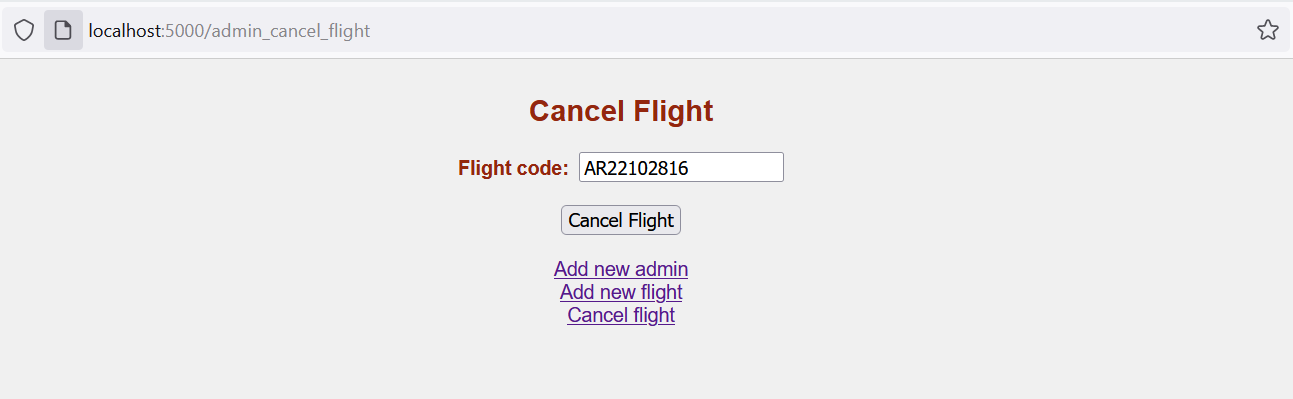 localhost:5000/admin_cancel_flight
Cancel Flight
Flight code: AR22102816
Cancel Flight
Add new admin
Add new flight
Cancel flight